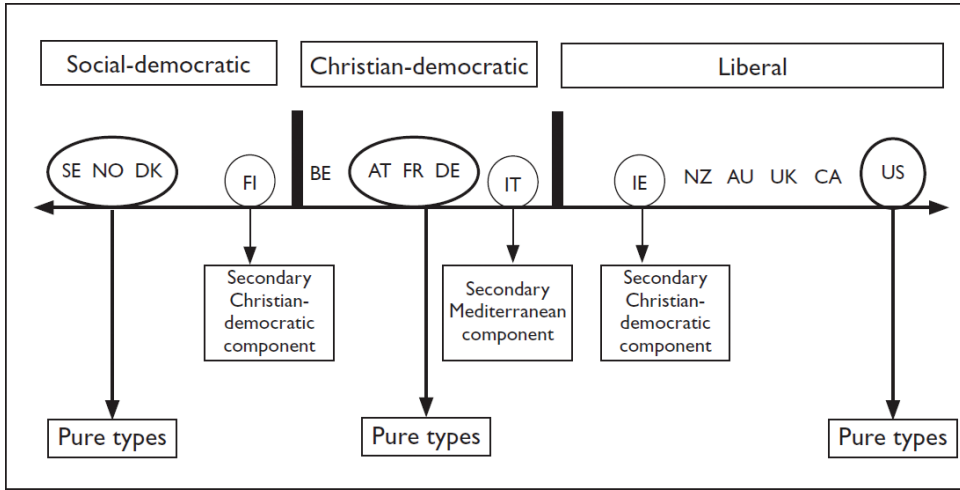 Social-democratic
Christian-democratic
Liberal
SE NO DK
FI
BE
AT FR DE
IT
IE
NZ AU UK CA
US
Secondary
Christian-
democratic
component
Secondary
Mediterranean
component
Secondary
Christian-
democratic
component
Pure types
Pure types
Pure types